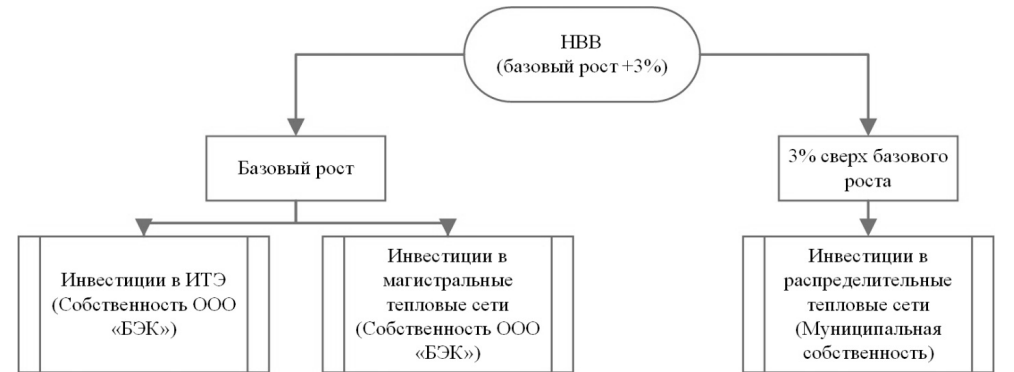 НВВ
(базовый рост +3%)
Базовый рост
3% сверх базового
роста
Инвестиции в ИТЭ
(Собственность ООО
«БЭК»)
Инвестиции в
магистральные
тепловые сети
(Собственность ООО
«БЭК»)
Инвестиции в
распределительные
тепловые сети
(Муниципальная
собственность)